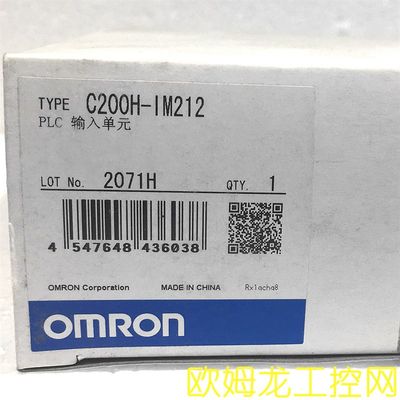 TYPE C200H-IM212
PLC 输入单元
LOT No. 2071H QTY. 1
4 547648 436038
OMRON Corporation MADE IN CHINA Rx1acha8
OMRON
欧姆龙工控网